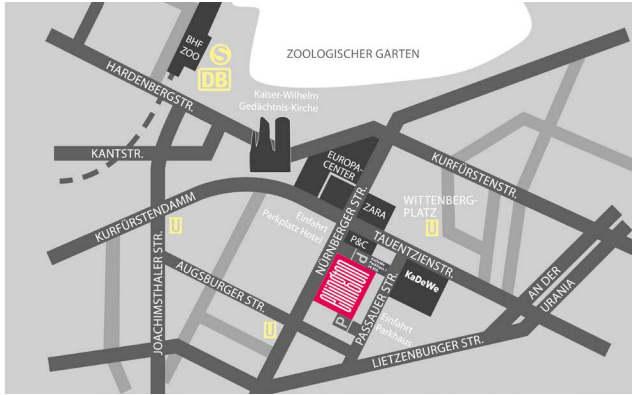 ZOOLOGISCHER GARTEN
BHF
ZOO
S
DB
HARDENBERGSTR.
Kaiser-Wilhelm
Gedächtnis-Kirche
KANTSTR.
EUROPA-
CENTER
KURFÜRSTENSTR.
KURFÜRSTENDAMM
NÜRNBERGER STR.
ZARA
WITTENBERG-
PLATZ
U
U
Einfahrt
Parkplatz Hotel
P&C
TAUENTZIENSTR.
JOACHIMSTHALER STR.
AUGSBURGER STR.
ellington
P
KaDeWe
AN DER
URANIA
U
P
PASSAUER STR.
Einfahrt
Parkhaus
LIETZENBURGER STR.